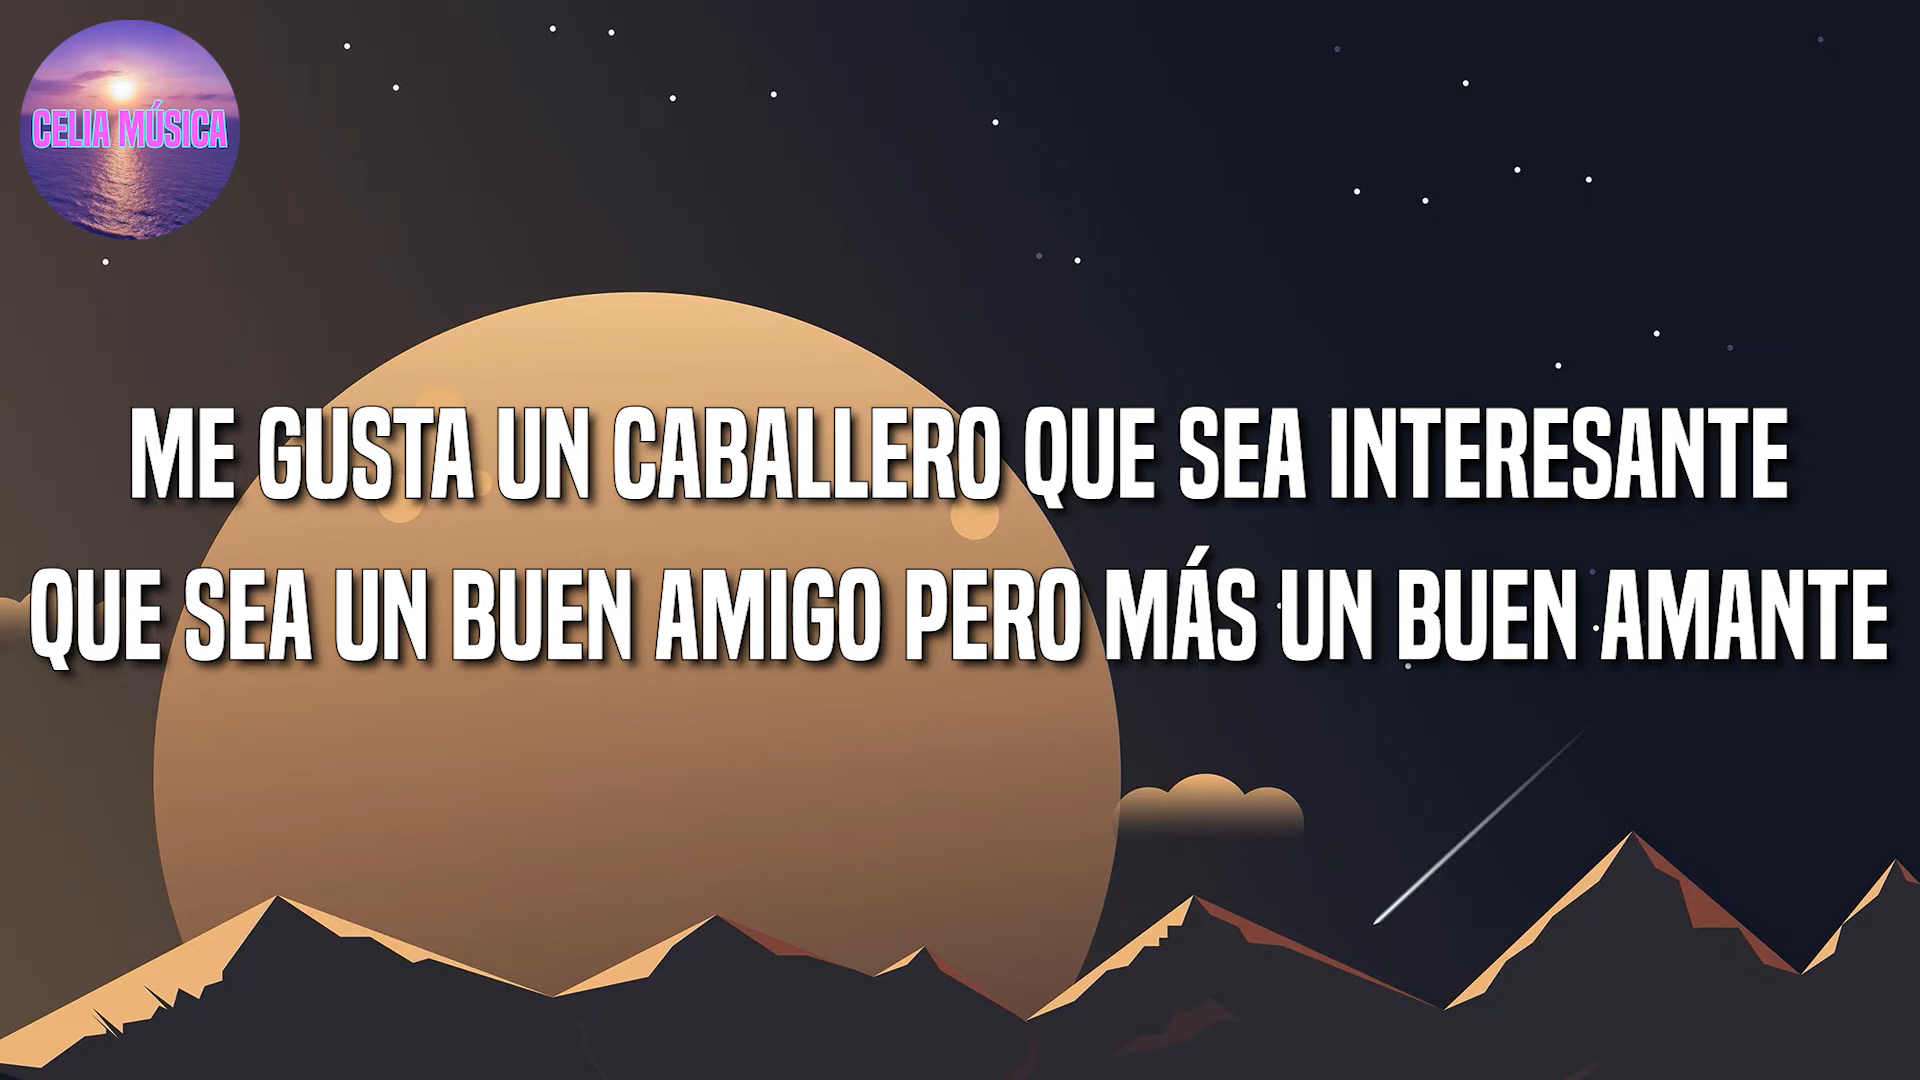 CELIA MÚSICA
ME GUSTA UN CABALLERO QUE SEA INTERESANTE
QUE SEA UN BUEN AMIGO PERO MÁS UN BUEN AMANTE